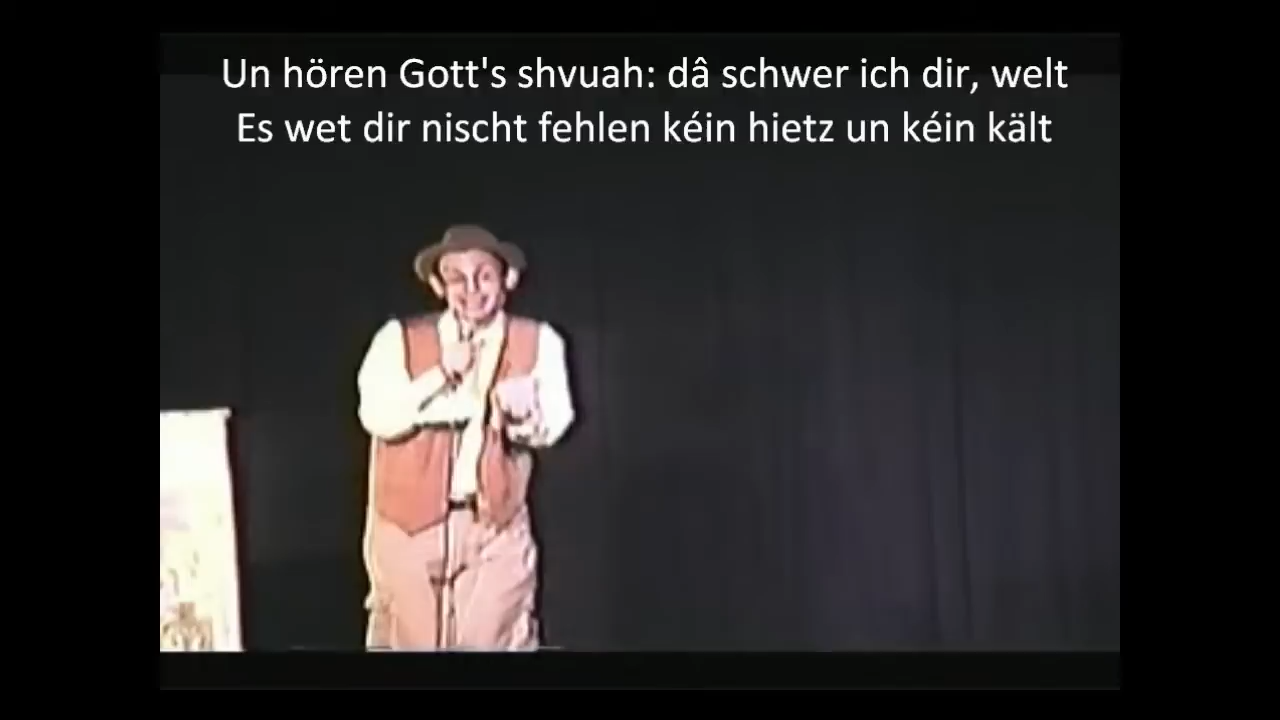 Un hören Gott's shvuah: dâ schwer ich dir, welt
Es wet dir nischt fehlen kéin hietz un kéin kält